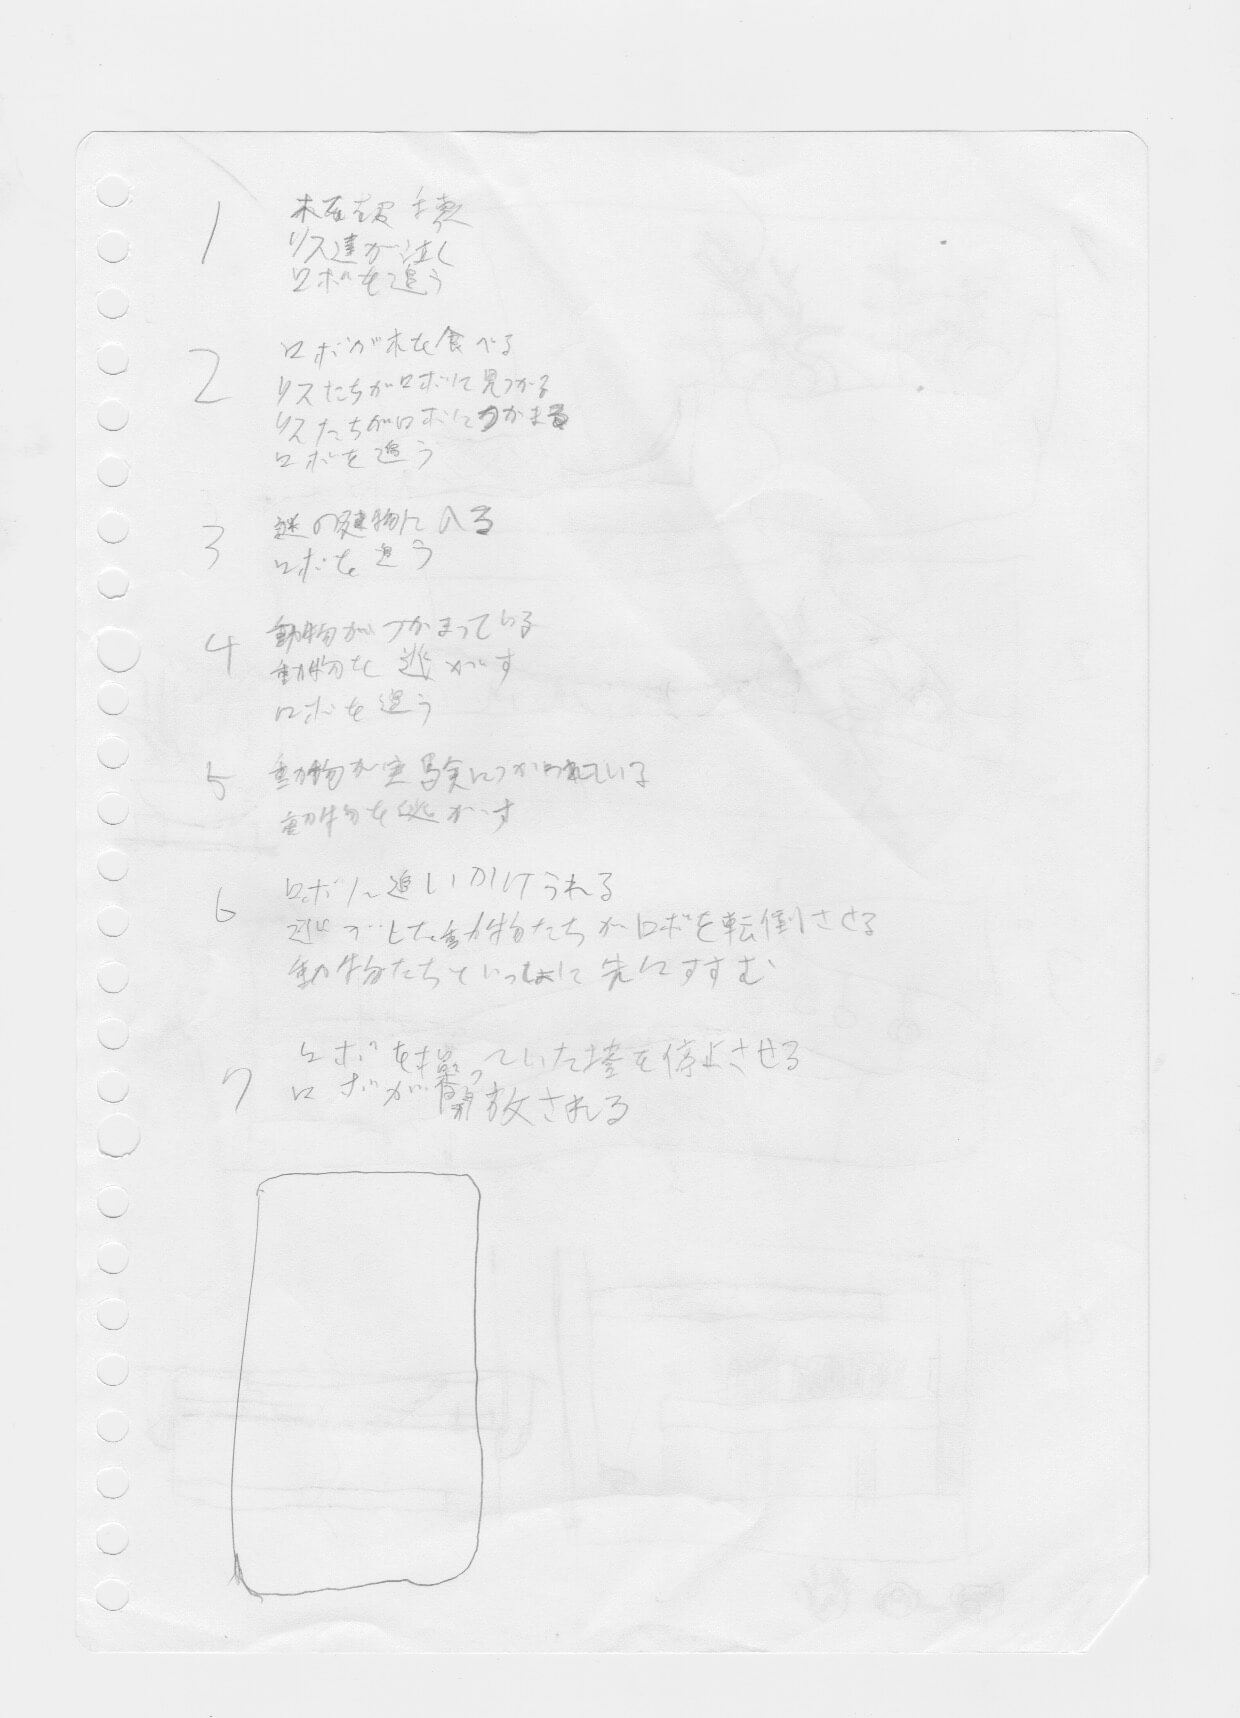 1
木を破壊
リス達が泣く
ロボを追う
2
ロボが木を食べる
リスたちがロボに見つかる
リスたちがロボにつかまる
ロボを追う
3
謎の建物に入る
ロボを追う
4
動物がつかまっている
動物を逃がす
ロボを追う
5
動物が実験につかわれている
動物を逃がす
6
ロボに追いかけられる
逃がした動物たちがロボを転倒させる
動物たちといっしょに先にすすむ
7
ロボを操っていた塔を停止させる
ロボが解放される